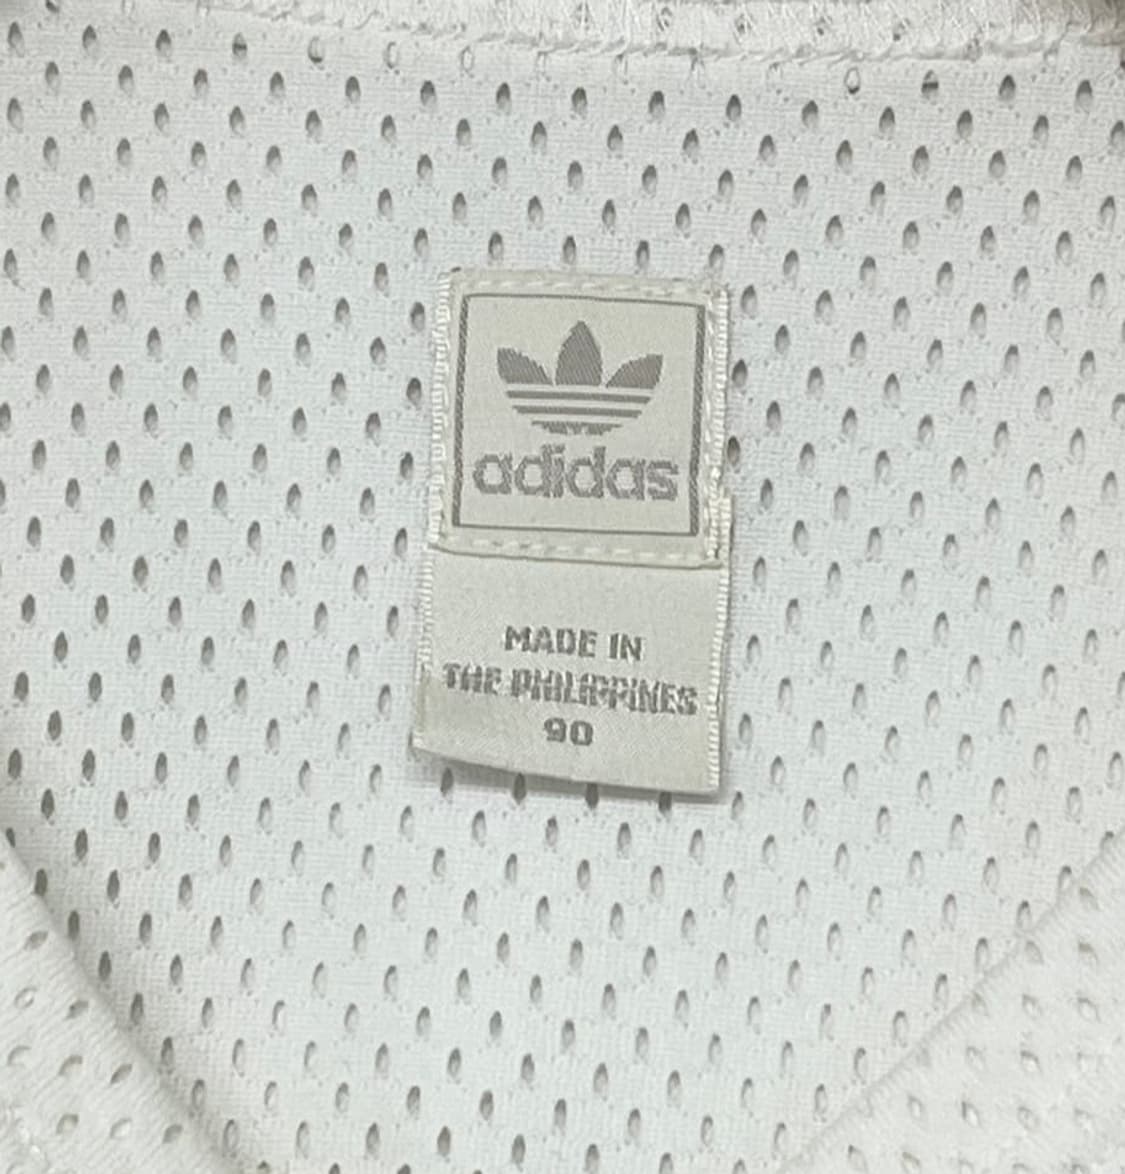 adidas
MADE IN
THE PHILIPPINES
90